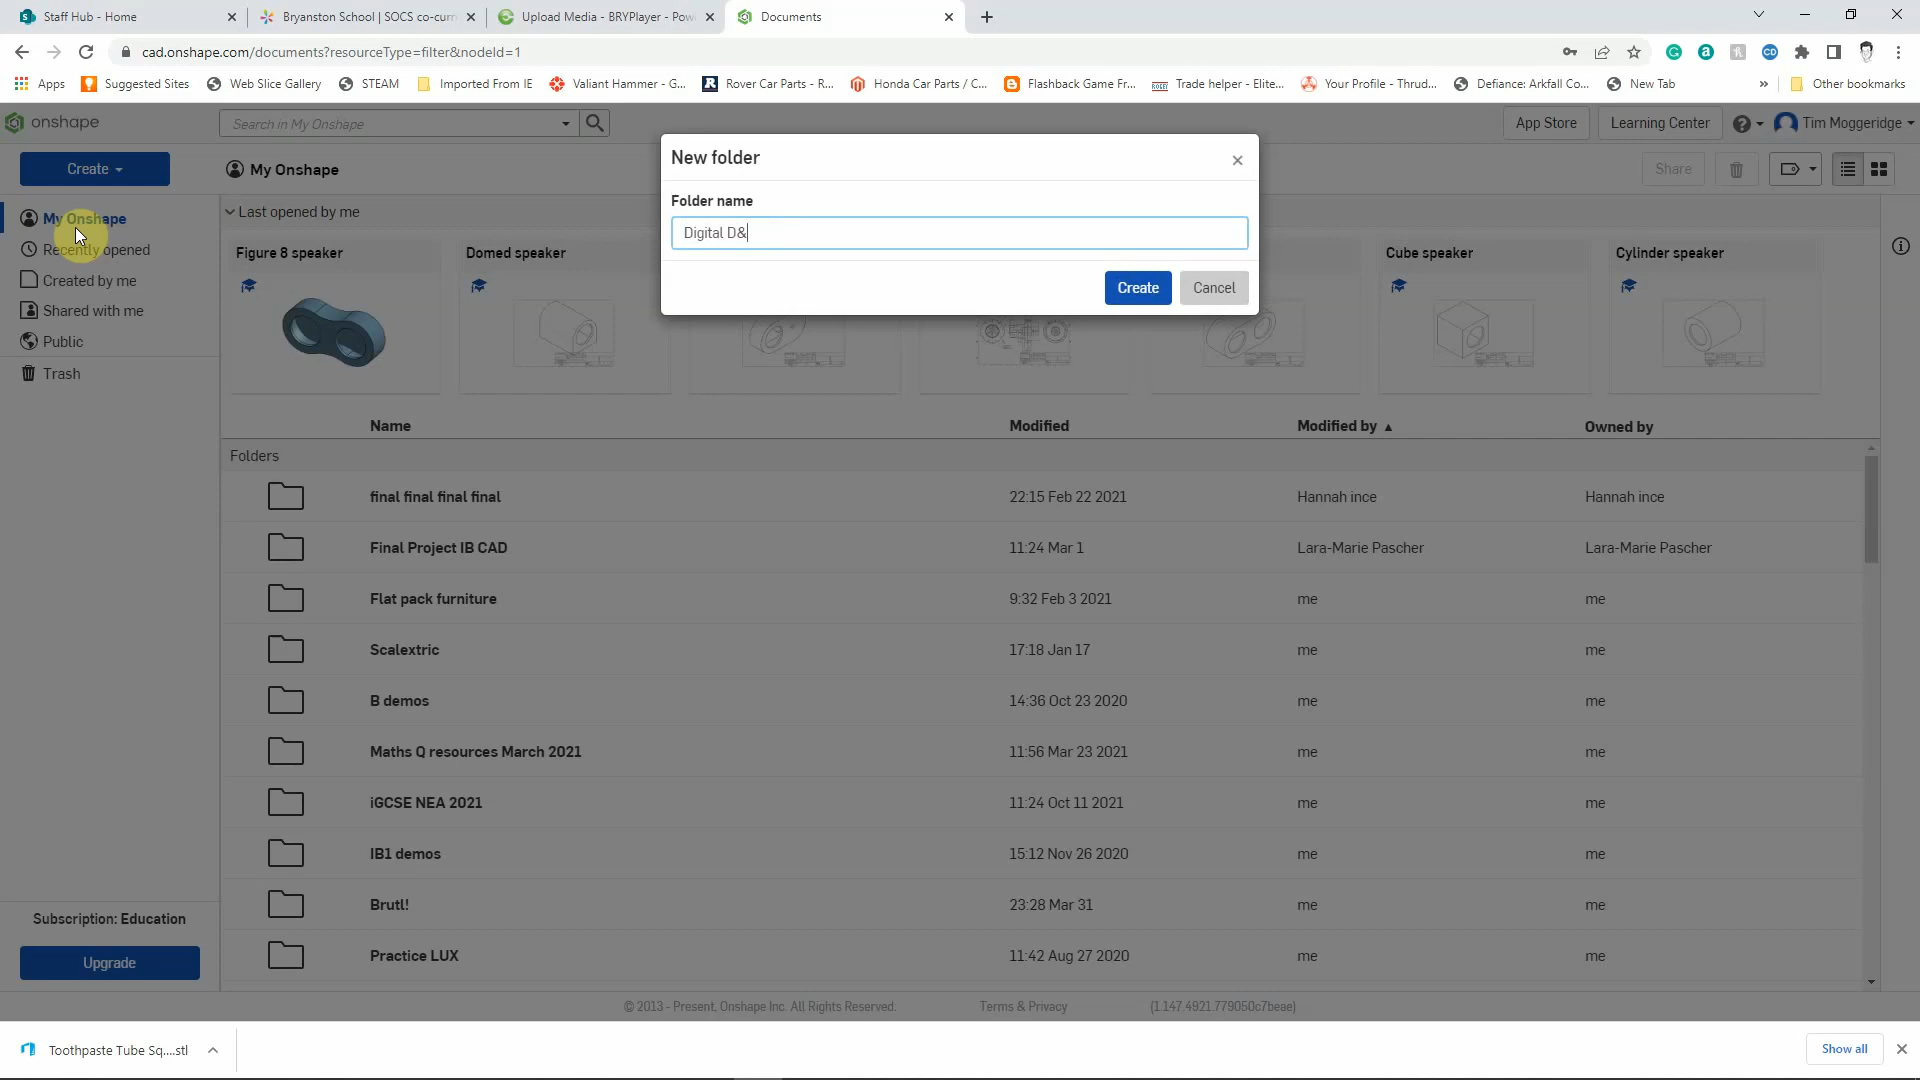 Staff Hub - Home
Bryanston School | SOCS co-curr
Upload Media - BRYPlayer - Pow
Documents
cad.onshape.com/documents?resourceType=filter&nodeId=1
Apps
Suggested Sites
Web Slice Gallery
STEAM
Imported From IE
Valiant Hammer - G...
Rover Car Parts - R...
Honda Car Parts / C...
Flashback Game Fr...
Trade helper - Elite...
Your Profile - Thrud...
Defiance: Arkfall Co...
New Tab
»
Other bookmarks
onshape
Search in My Onshape
App Store
Learning Center
Tim Moggeridge
Create
My Onshape
Share
New folder
Folder name
Digital D&
Create
Cancel
My Onshape
Recently opened
Created by me
Shared with me
Public
Trash
Last opened by me
Figure 8 speaker
Domed speaker
Cube speaker
Cylinder speaker
Name Modified Modified by Owned by
Folders
final final final final 22:15 Feb 22 2021 Hannah ince Hannah ince
Final Project IB CAD 11:24 Mar 1 Lara-Marie Pascher Lara-Marie Pascher
Flat pack furniture 9:32 Feb 3 2021 me me
Scalextric 17:18 Jan 17 me me
B demos 14:36 Oct 23 2020 me me
Maths Q resources March 2021 11:56 Mar 23 2021 me me
iGCSE NEA 2021 11:24 Oct 11 2021 me me
IB1 demos 15:12 Nov 26 2020 me me
Brutl! 23:28 Mar 31 me me
Practice LUX 11:42 Aug 27 2020 me me
Subscription: Education
Upgrade
© 2013 - Present, Onshape Inc. All Rights Reserved. Terms & Privacy (1.147.4921.779050c7beae)
Toothpaste Tube Sq....stl
Show all